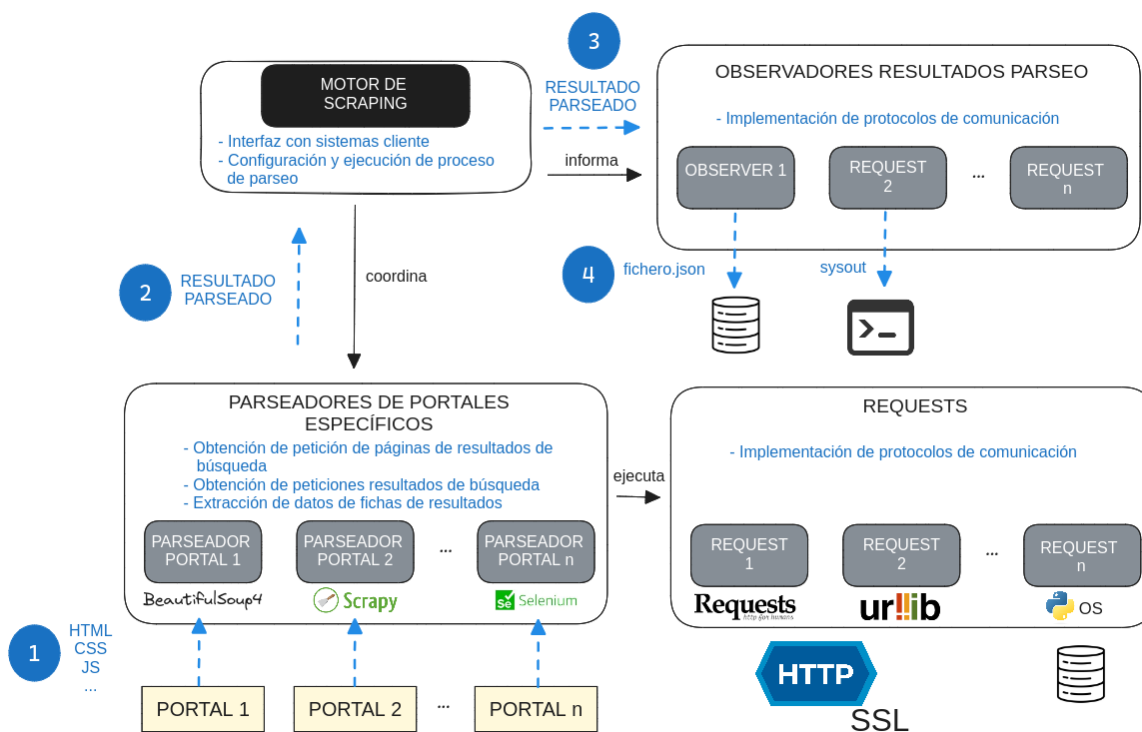 3
MOTOR DE
SCRAPING
- Interfaz con sistemas cliente
- Configuración y ejecución de proceso
de parseo
RESULTADO
PARSEADO
informa
OBSERVADORES RESULTADOS PARSEO
- Implementación de protocolos de comunicación
OBSERVER 1
REQUEST
2
...
REQUEST
n
2
RESULTADO
PARSEADO
coordina
4
fichero.json
sysout
>_
PARSEADORES DE PORTALES
ESPECÍFICOS
- Obtención de petición de páginas de resultados de
búsqueda
- Obtención de peticiones resultados de búsqueda
- Extracción de datos de fichas de resultados
PARSEADOR
PORTAL 1
PARSEADOR
PORTAL 2
...
PARSEADOR
PORTAL n
BeautifulSoup4
Scrapy
Se Selenium
ejecuta
REQUESTS
- Implementación de protocolos de comunicación
REQUEST
1
REQUEST
2
...
REQUEST
n
Requests
http for humans
urllib
OS
1
HTML
CSS
JS
...
PORTAL 1
PORTAL 2
...
PORTAL n
HTTP
SSL